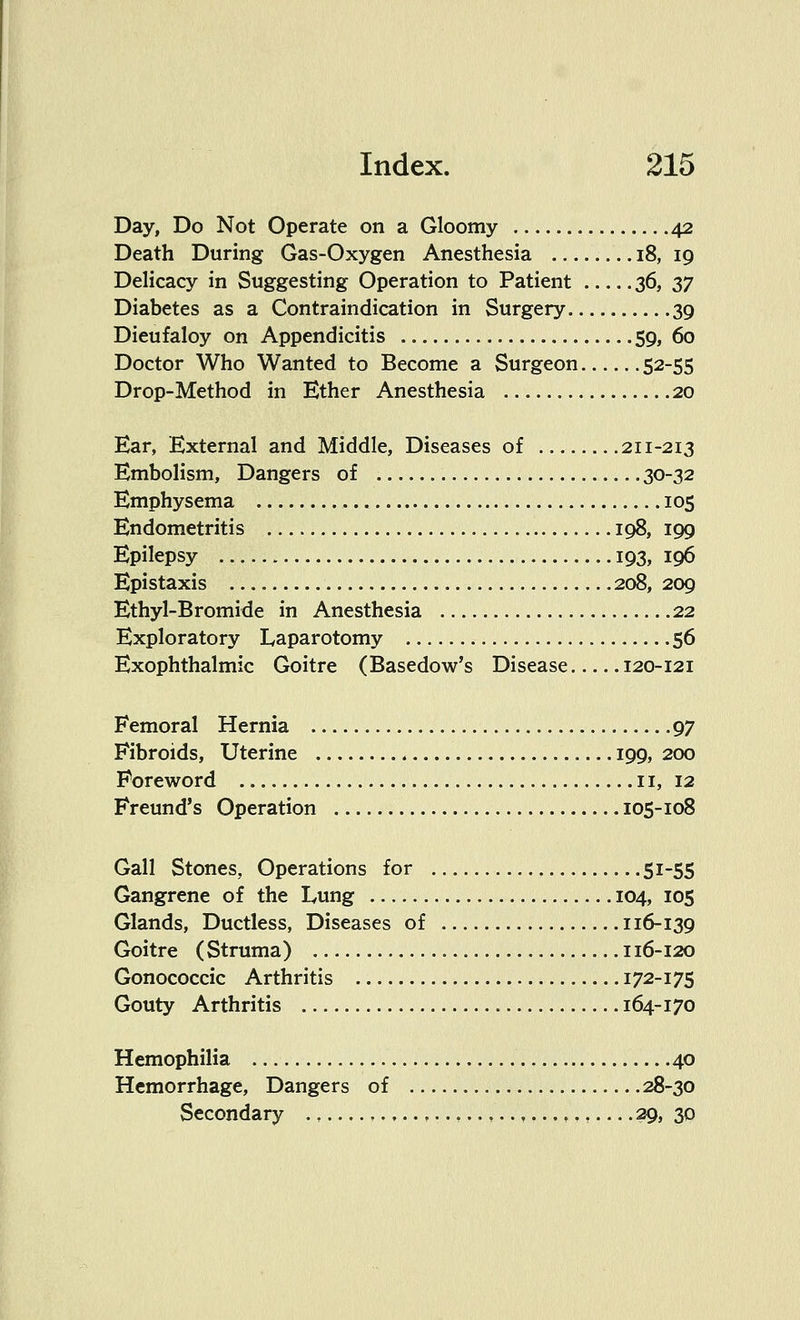 Index. 215
Day, Do Not Operate on a Gloomy ................42
Death During Gas-Oxygen Anesthesia .........18, 19
Delicacy in Suggesting Operation to Patient .....36, 37
Diabetes as a Contraindication in Surgery..........39
Dieufaloy on Appendicitis ........................59, 60
Doctor Who Wanted to Become a Surgeon......52-55
Drop-Method in Ether Anesthesia .................20
Ear, External and Middle, Diseases of ........211-213
Embolism, Dangers of ...........................30-32
Emphysema .........................................105
Endometritis ...................................198, 199
Epilepsy ........................................193, 196
Epistaxis .......................................208, 209
Ethyl-Bromide in Anesthesia .......................22
Exploratory Laparotomy ...........................56
Exophthalmic Goitre (Basedow's Disease.....120-121
Femoral Hernia .....................................97
Fibroids, Uterine ..............................199, 200
Foreword ........................................11, 12
Freund's Operation .............................105-108
Gall Stones, Operations for .....................51-55
Gangrene of the Lung .........................104, 105
Glands, Ductless, Diseases of ..................116-139
Goitre (Struma) ...............................116-120
Gonococcic Arthritis ...........................172-175
Gouty Arthritis ................................164-170
Hemophilia ..........................................40
Hemorrhage, Dangers of ........................28-30
Secondary .................................29, 30